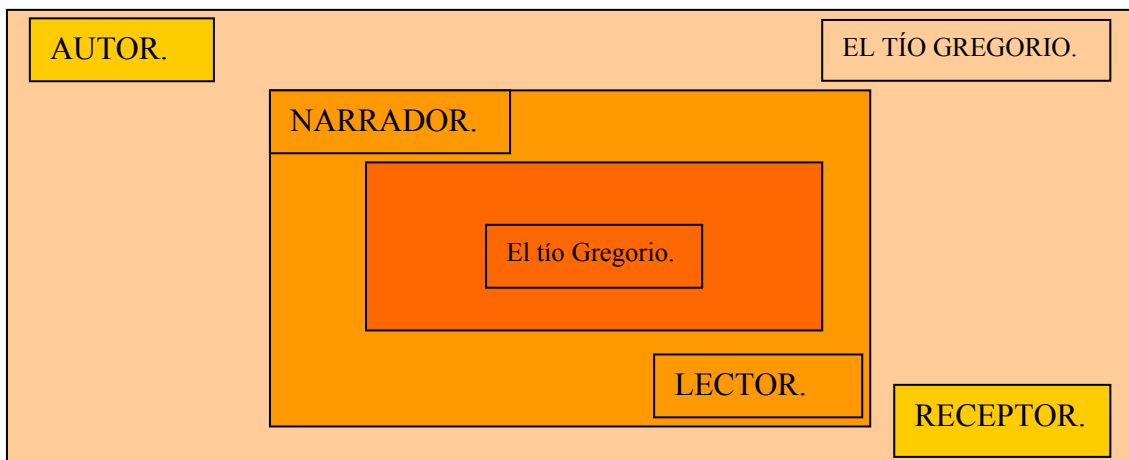 AUTOR.
EL TÍO GREGORIO.
NARRADOR.
El tío Gregorio.
LECTOR.
RECEPTOR.